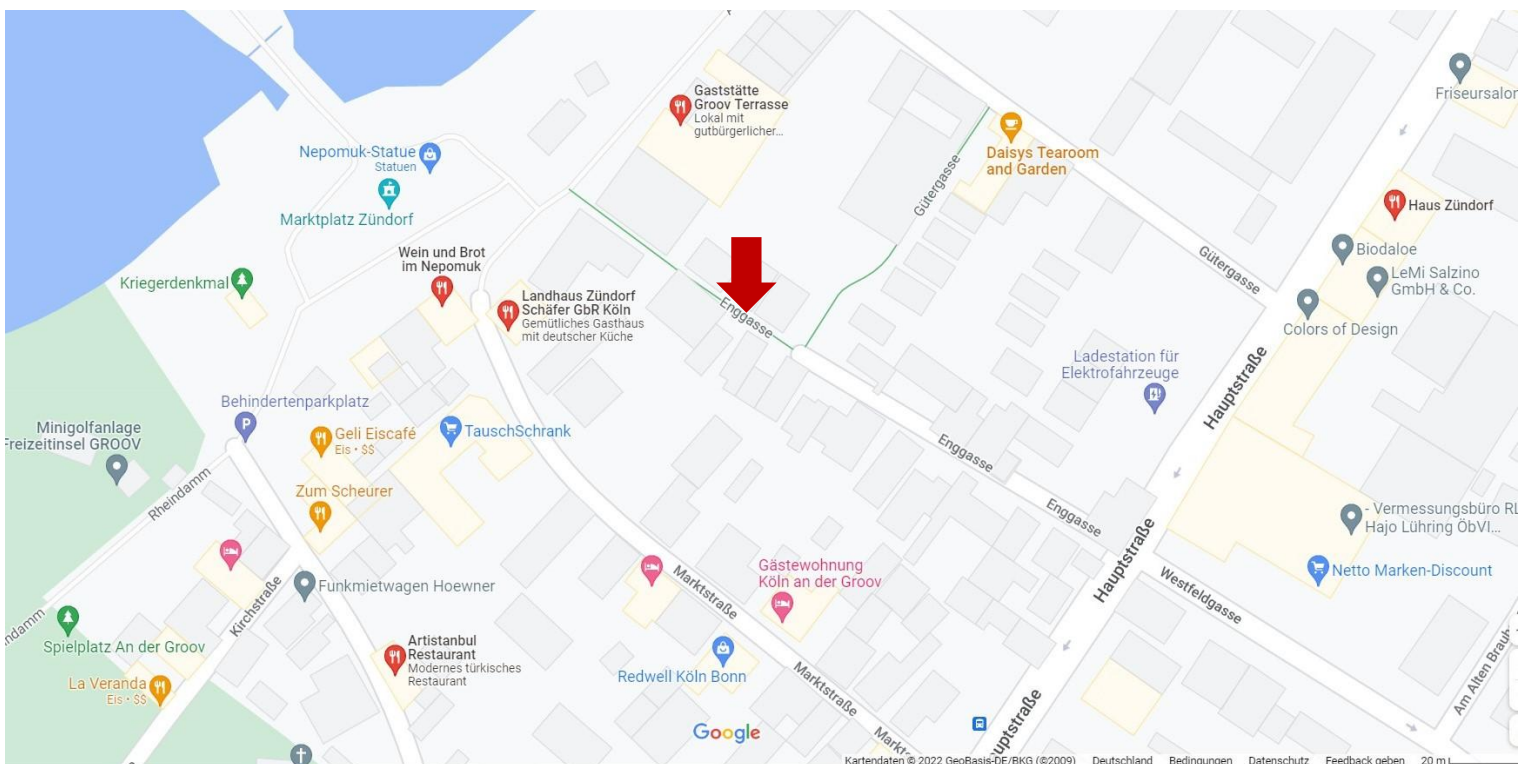 Gaststätte
Groov Terrasse
Lokal mit
gutbürgerlicher...
Friseursalon
Nepomuk-Statue
Statuen
Daisys Tearoom
and Garden
Gütergasse
Marktplatz Zündorf
Haus Zündorf
Wein und Brot
im Nepomuk
Biodaloe
Gütergasse
Kriegerdenkmal
LeMi Salzino
GmbH & Co.
Landhaus Zündorf
Schäfer GbR Köln
Gemütliches Gasthaus
mit deutscher Küche
Enggasse
Colors of Design
Ladestation für
Elektrofahrzeuge
Hauptstraße
Behindertenparkplatz
P
Minigolfanlage
Freizeitinsel GROOV
Geli Eiscafé
Eis • $$
TauschSchrank
Enggasse
Rheindamm
Zum Scheurer
Enggasse
- Vermessungsbüro RL
Hajo Lühring ÖbVI...
Hauptstraße
Gästewohnung
Köln an der Groov
Netto Marken-Discount
Marktstraße
Funkmietwagen Hoewner
Westfeldgasse
Kirchstraße
ndamm
Spielplatz An der Groov
Artistanbul
Restaurant
Modernes türkisches
Restaurant
Redwell Köln Bonn
La Veranda
Eis • $$
Marktstraße
Am Alten Brauh
Hauptstraße
Google
Markts
Kartendaten © 2022 GeoBasis-DE/BKG (©2009) Deutschland Bedingungen Datenschutz Feedback geben 20 m